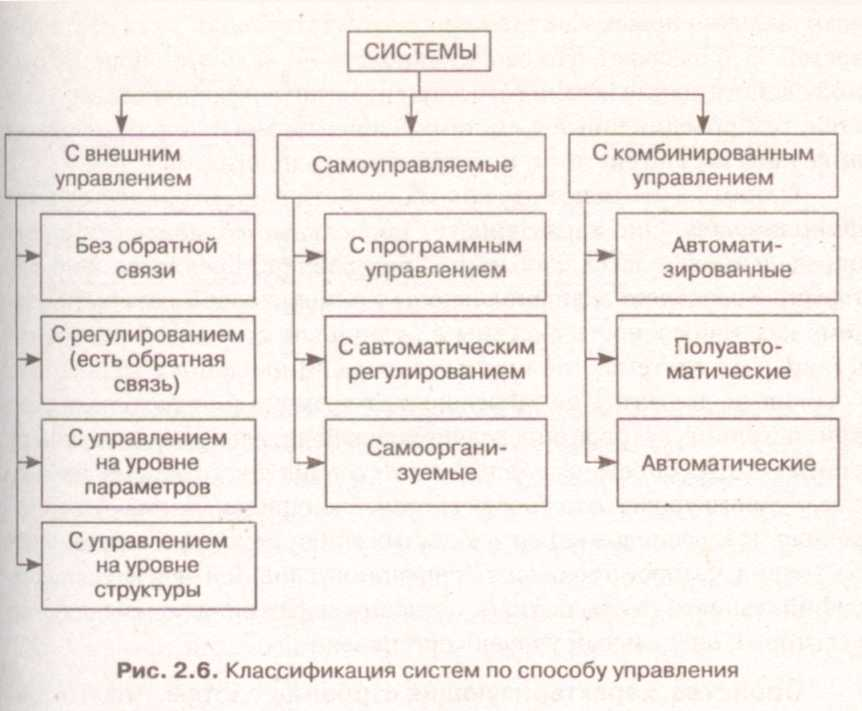 СИСТЕМЫ
С внешним
управлением
Самоуправляемые
С комбинированным
управлением
Без обратной
связи
С программным
управлением
Автомати-
зированные
С регулированием
(есть обратная
связь)
С автоматическим
регулированием
Полуавто-
матические
С управлением
на уровне
параметров
Самооргани-
зуемые
Автоматические
С управлением
на уровне
структуры
Рис. 2.6. Классификация систем по способу управления